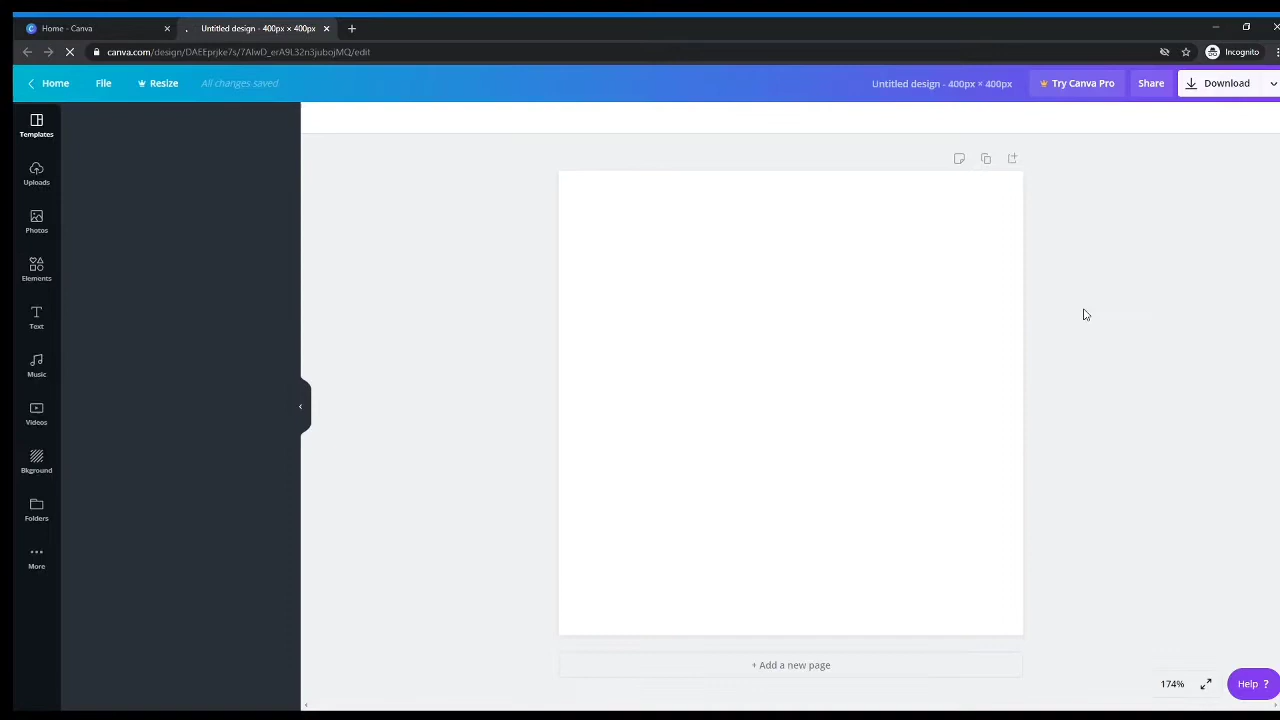 Home - Canva
Untitled design - 400px × 400px
canva.com/design/DAEEprjke7s/7AlwD_erA9L32n3jubojMQ/edit
Incognito
Home
File
Resize
All changes saved
Untitled design - 400px × 400px
Try Canva Pro
Share
Download
Templates
Uploads
Photos
Elements
Text
Music
Videos
Bkground
Folders
More
+ Add a new page
174%
Help ?